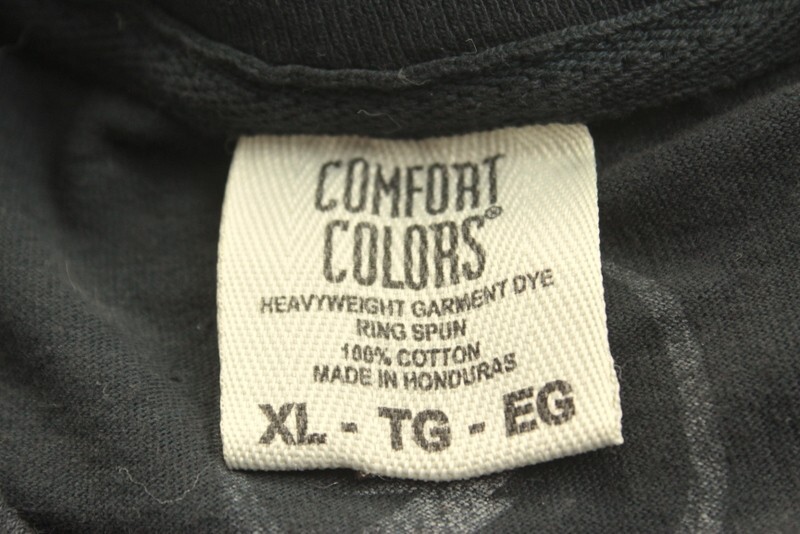 COMFORT
COLORS®
HEAVYWEIGHT GARMENT DYE
RING SPUN
100% COTTON
MADE IN HONDURAS
XL - TG - EG